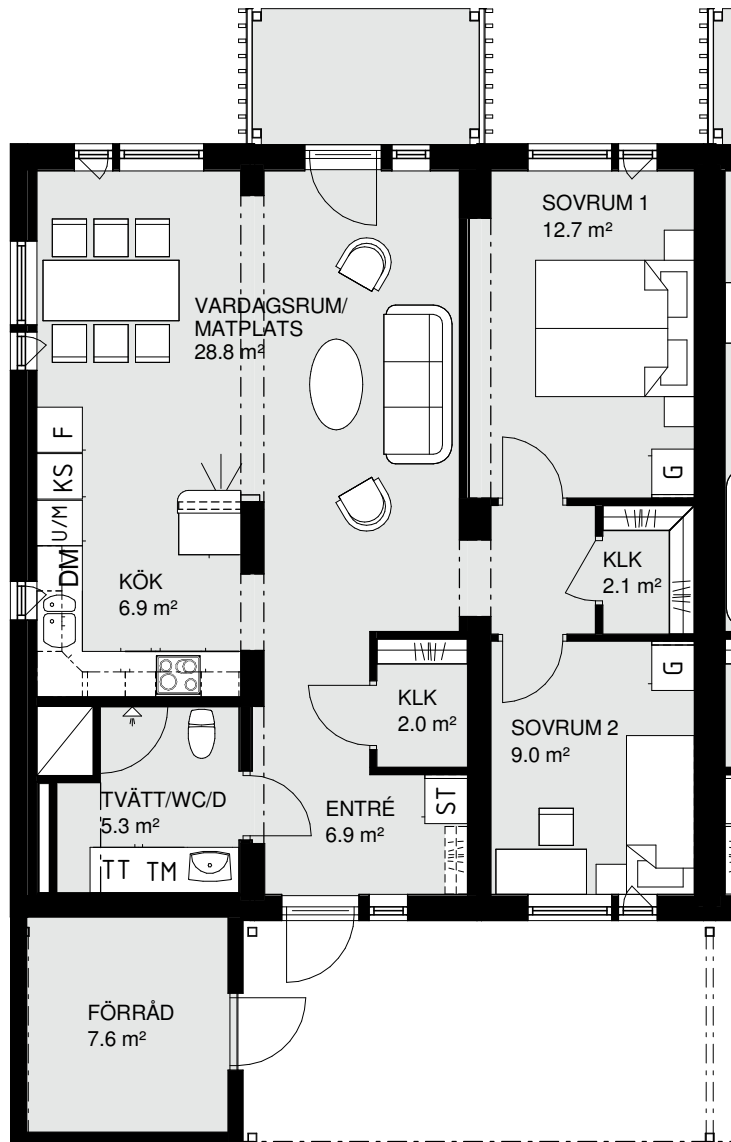 SOVRUM 1
12.7 m²
VARDAGSRUM/
MATPLATS
28.8 m²
F
KS
U/M
DM
G
KÖK
6.9 m²
KLK
2.1 m²
G
KLK
2.0 m²
SOVRUM 2
9.0 m²
TVÄTT/WC/D
5.3 m²
ENTRÉ
6.9 m²
ST
TT
TM
FÖRRÅD
7.6 m²